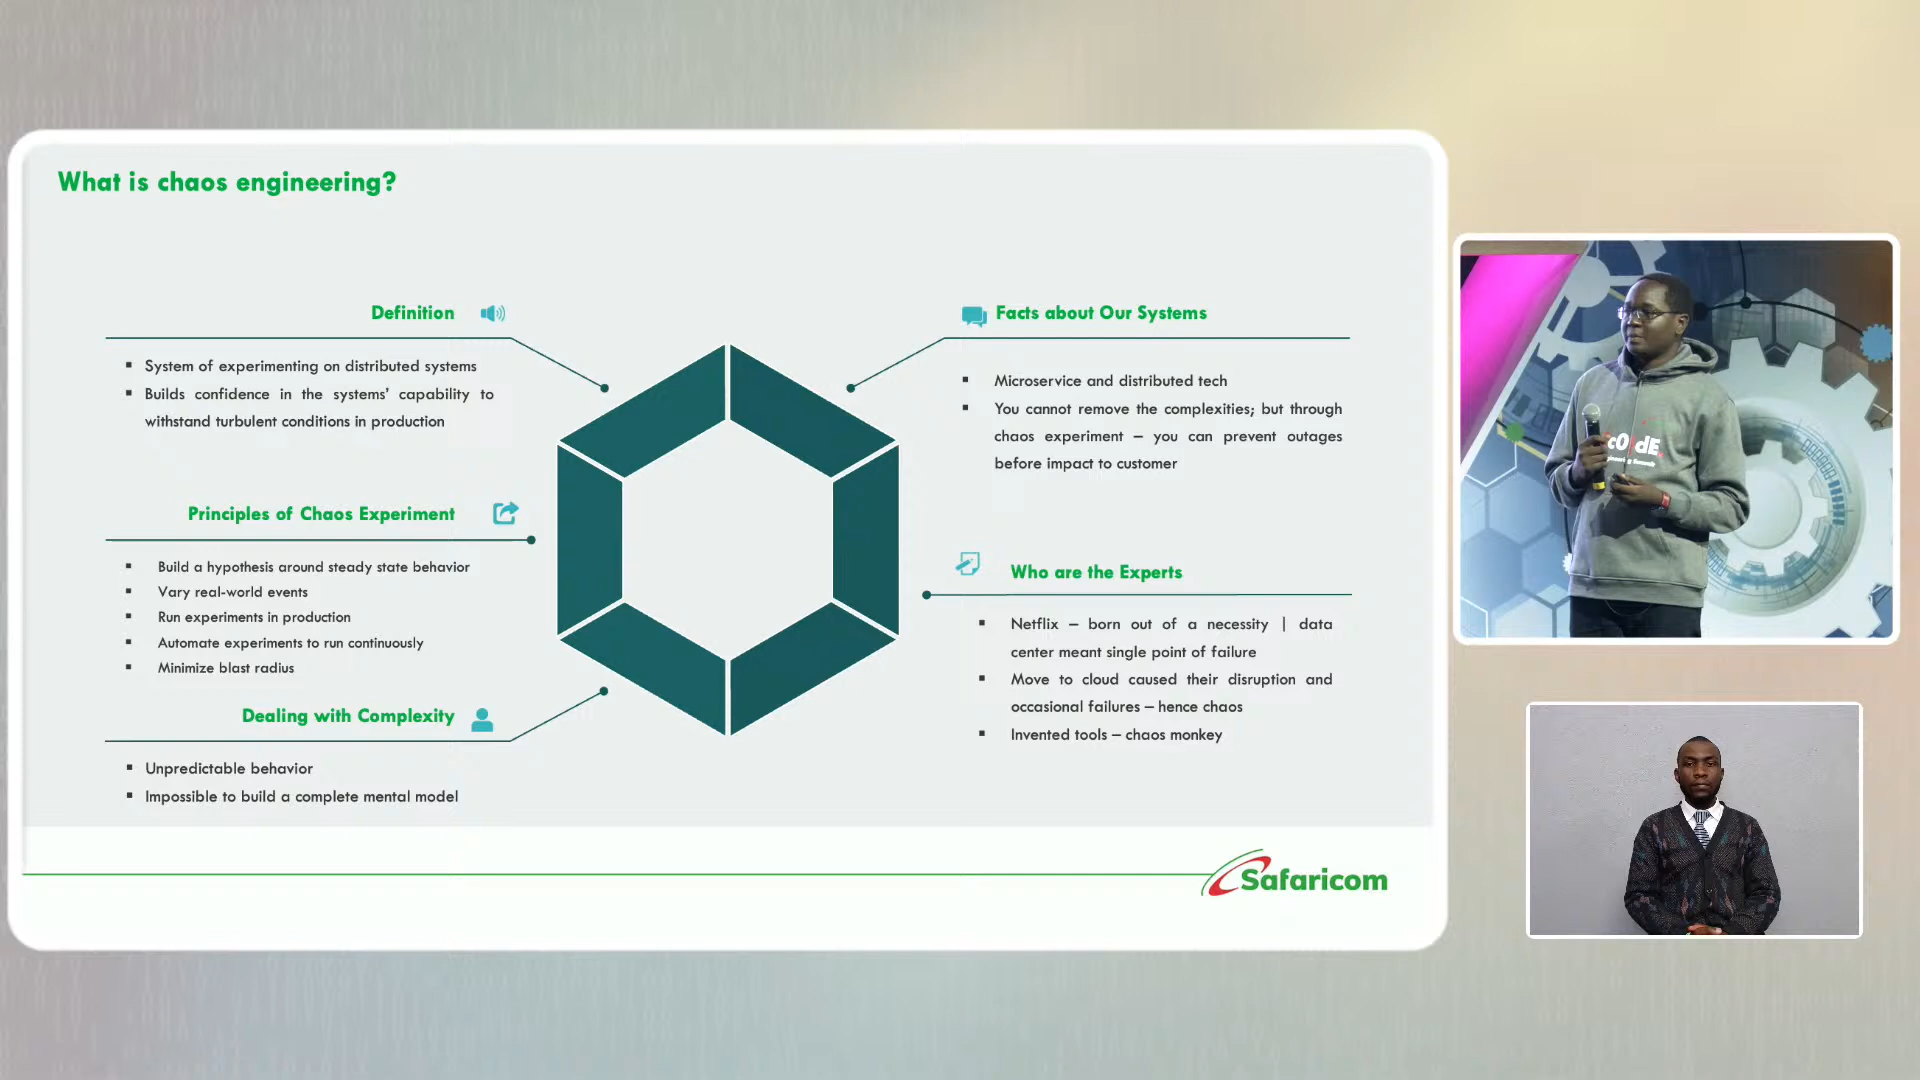 What is chaos engineering?
Definition
System of experimenting on distributed systems
Builds confidence in the systems' capability to
withstand turbulent conditions in production
Principles of Chaos Experiment
Build a hypothesis around steady state behavior
Vary real-world events
Run experiments in production
Automate experiments to run continuously
Minimize blast radius
Dealing with Complexity
Unpredictable behavior
Impossible to build a complete mental model
Facts about Our Systems
Microservice and distributed tech
You cannot remove the complexities; but through
chaos experiment – you can prevent outages
before impact to customer
Who are the Experts
Netflix – born out of a necessity | data
center meant single point of failure
Move to cloud caused their disruption and
occasional failures – hence chaos
Invented tools – chaos monkey
Safaricom